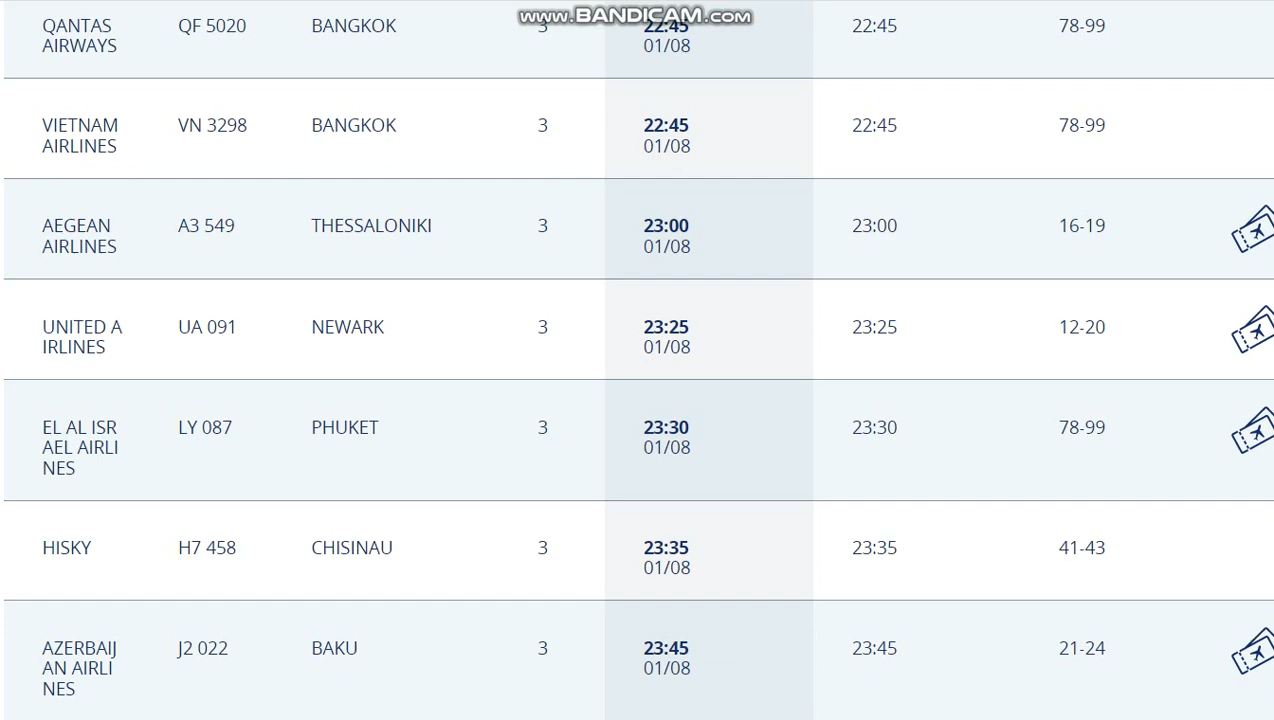 www.BANDICAM.com
QANTAS AIRWAYS QF 5020 BANGKOK 3 22:45 01/08 22:45 78-99
VIETNAM AIRLINES VN 3298 BANGKOK 3 22:45 01/08 22:45 78-99
AEGEAN AIRLINES A3 549 THESSALONIKI 3 23:00 01/08 23:00 16-19
UNITED A IRLINES UA 091 NEWARK 3 23:25 01/08 23:25 12-20
EL AL ISR AEL AIRLI NES LY 087 PHUKET 3 23:30 01/08 23:30 78-99
HISKY H7 458 CHISINAU 3 23:35 01/08 23:35 41-43
AZERBAIJ AN AIRLI NES J2 022 BAKU 3 23:45 01/08 23:45 21-24